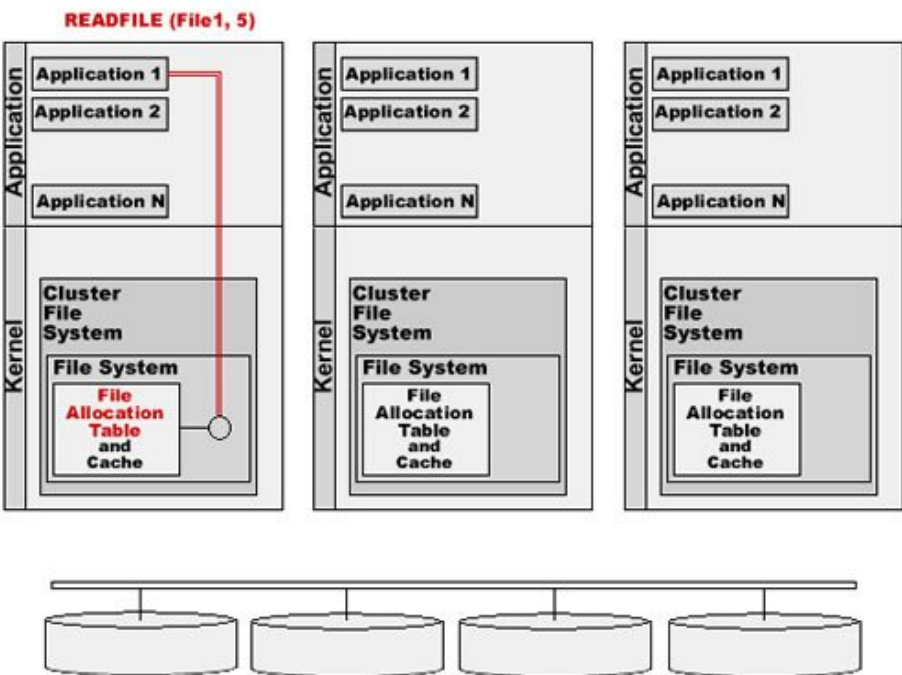 READFILE (File1, 5)
Application
Application 1
Application 2
Application N
Kernel
Cluster
File
System
File System
File
Allocation
Table
and
Cache
Application
Application 1
Application 2
Application N
Kernel
Cluster
File
System
File System
File
Allocation
Table
and
Cache
Application
Application 1
Application 2
Application N
Kernel
Cluster
File
System
File System
File
Allocation
Table
and
Cache